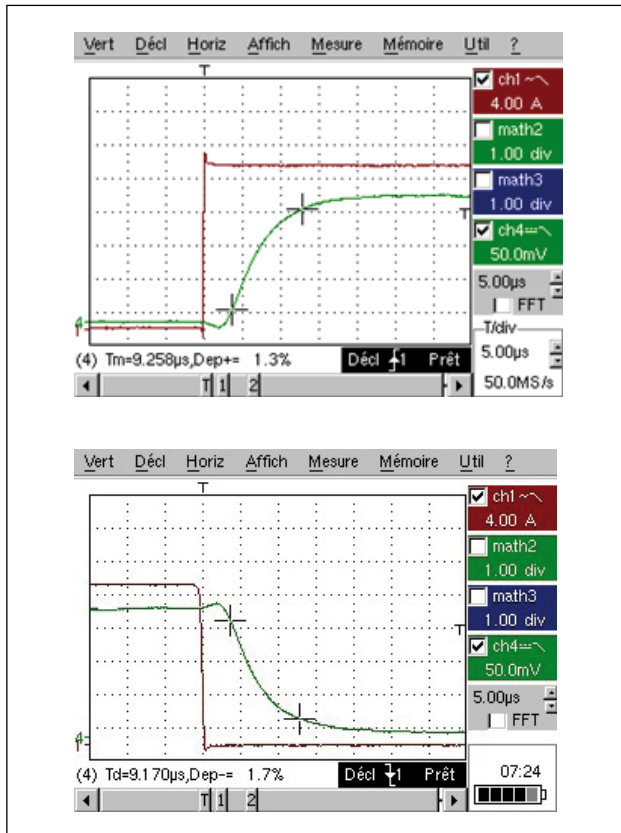 Vert Décl Horiz Affich Mesure Mémoire Util ?
T
ch1
4.00 A
math2
1.00 div
math3
1.00 div
ch4
50.0mV
5.00µs
FFT
T/div
5.00µs
50.0MS/s
T
4
(4) Tm=9.258µs,Dep+= 1.3% Décl 1 Prêt
T 1 2
Vert Décl Horiz Affich Mesure Mémoire Util ?
T
ch1
4.00 A
math2
1.00 div
math3
1.00 div
ch4
50.0mV
5.00µs
FFT
07:24
T
4
(4) Td=9.170µs,Dep-= 1.7% Décl 1 Prêt
T 1 2